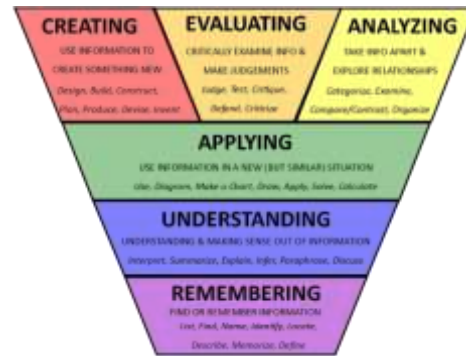 CREATING
USE INFORMATION TO
CREATE SOMETHING NEW
Design, Build, Construct,
Plan, Produce, Devise, Invent
EVALUATING
CRITICALLY EXAMINE INFO &
MAKE JUDGEMENTS
Judge, Test, Critique,
Defend, Criticize
ANALYZING
TAKE INFO APART &
EXPLORE RELATIONSHIPS
Categorize, Examine,
Compare/Contrast, Organize
APPLYING
USE INFORMATION IN A NEW (BUT SIMILAR) SITUATION
Use, Diagram, Make a Chart, Draw, Apply, Solve, Calculate
UNDERSTANDING
UNDERSTANDING & MAKING SENSE OUT OF INFORMATION
Interpret, Summarize, Explain, Infer, Paraphrase, Discuss
REMEMBERING
FIND OR REMEMBER INFORMATION
List, Find, Name, Identify, Locate,
Describe, Memorize, Define